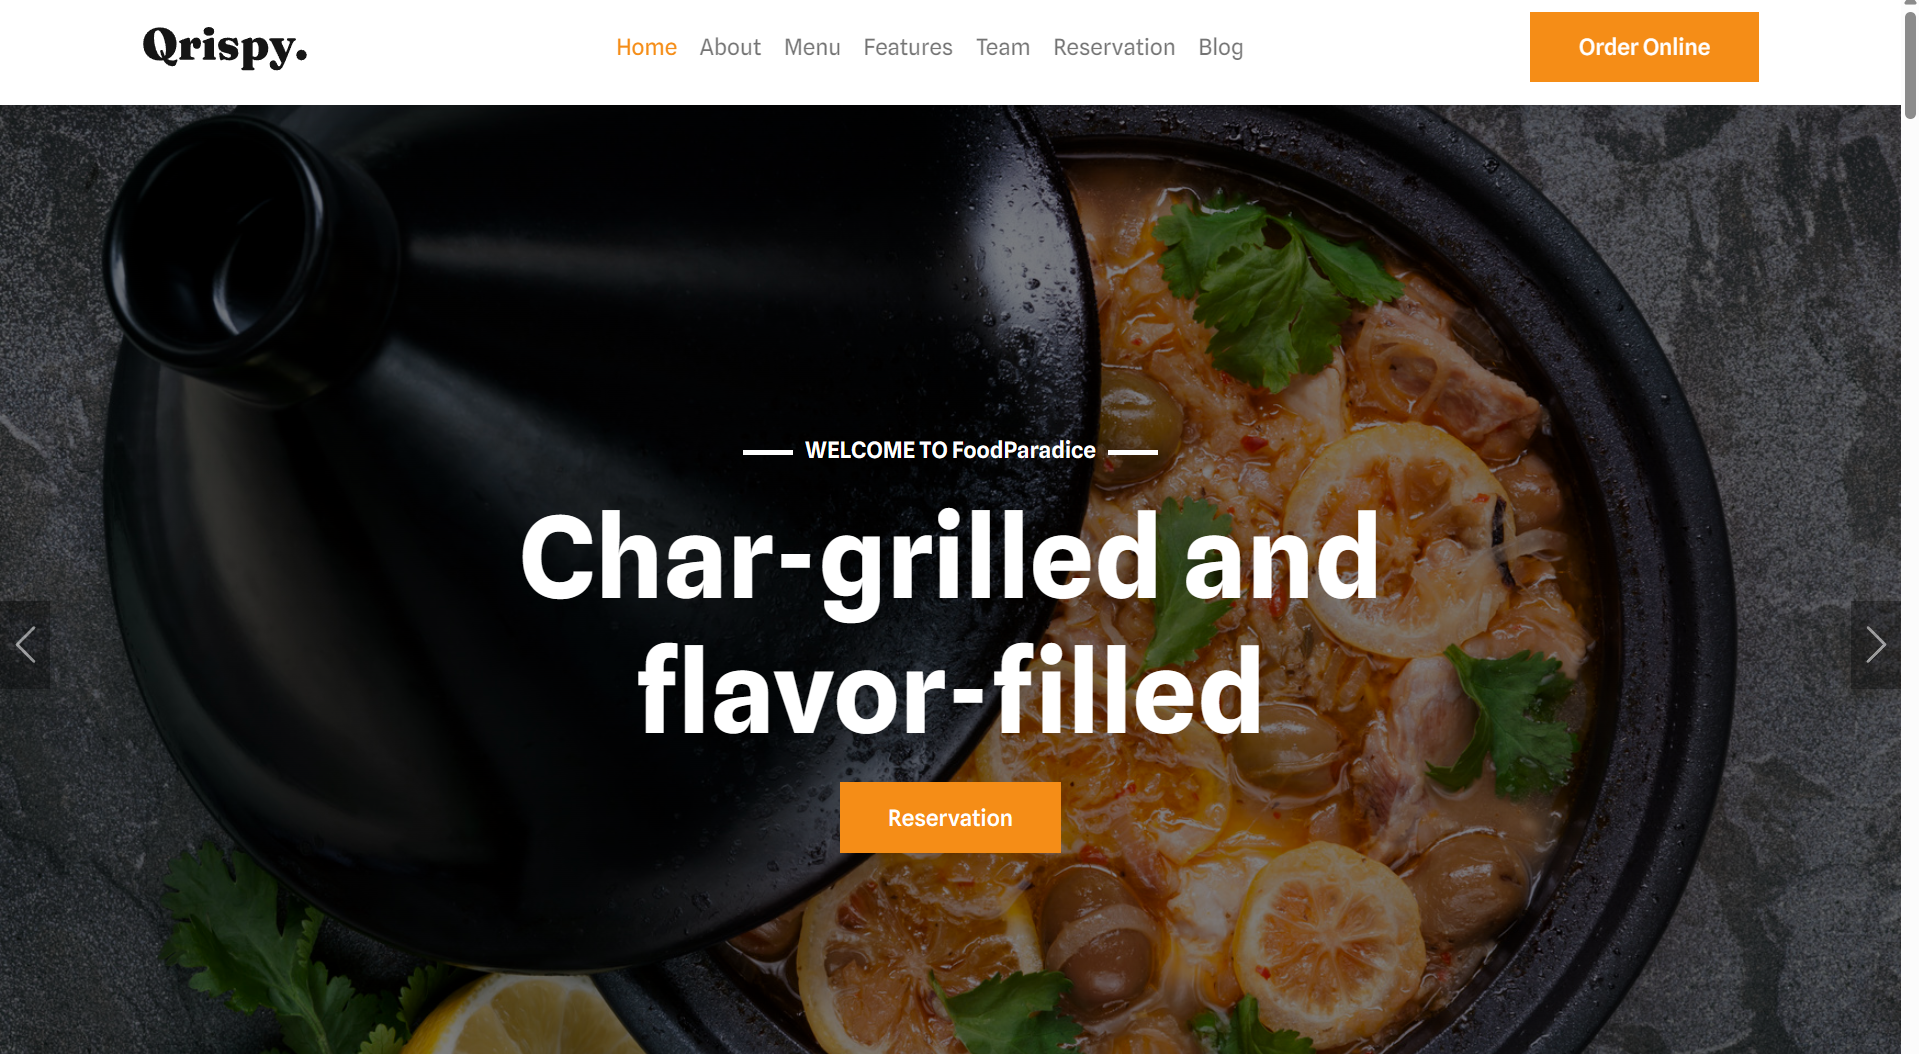 Qrispy.
Home About Menu Features Team Reservation Blog
Order Online
WELCOME TO FoodParadice
Char-grilled and
flavor-filled
Reservation